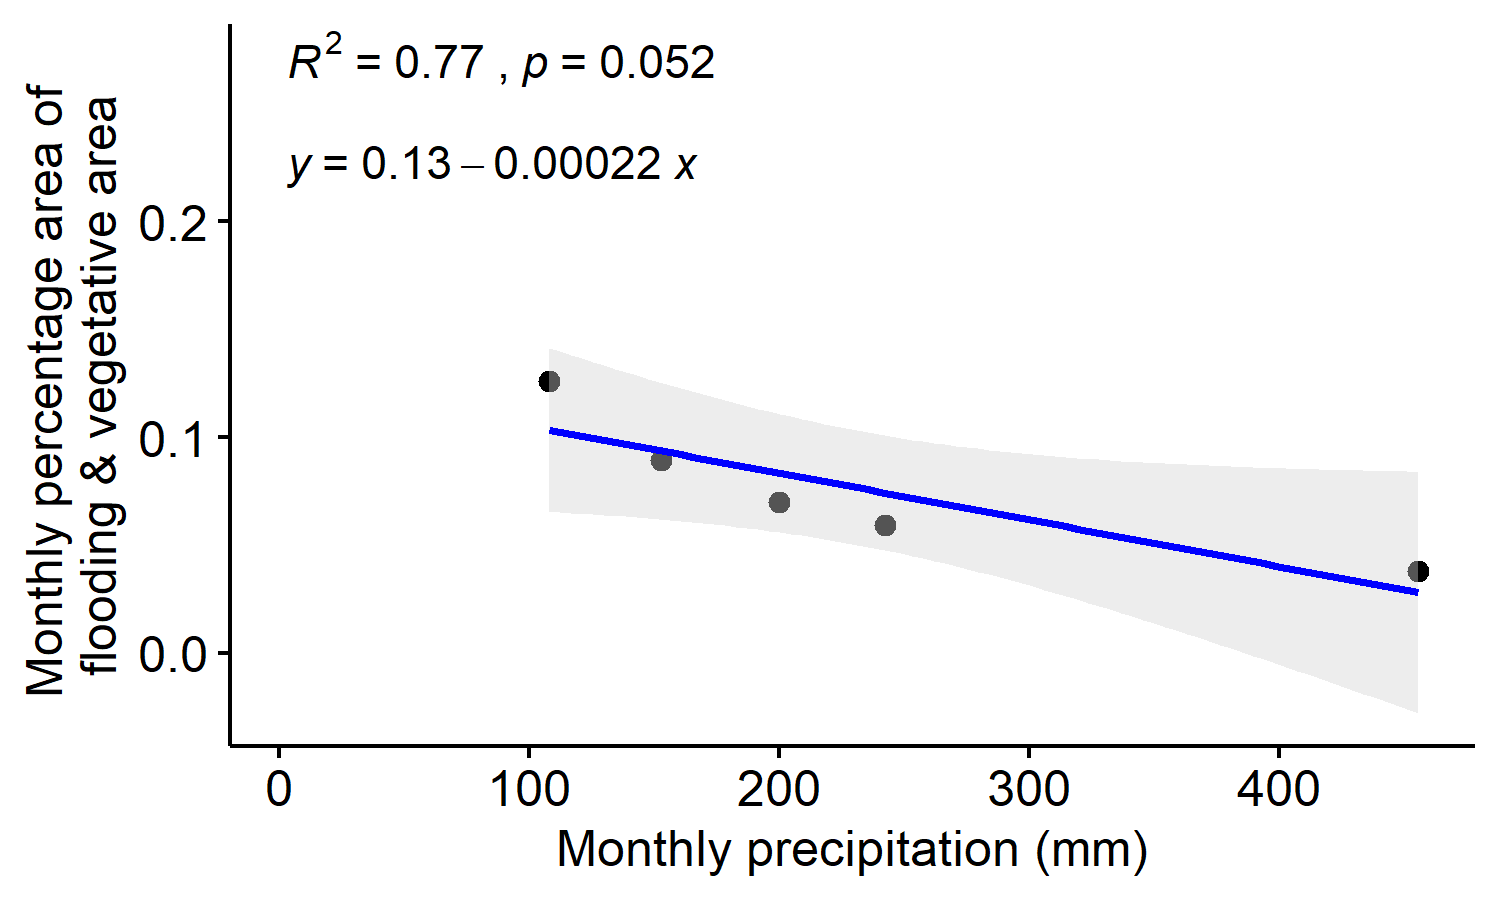 R² = 0.77 , p = 0.052
y = 0.13 – 0.00022 x
Monthly percentage area of
flooding & vegetative area
0.2
0.1
0.0
0 100 200 300 400
Monthly precipitation (mm)